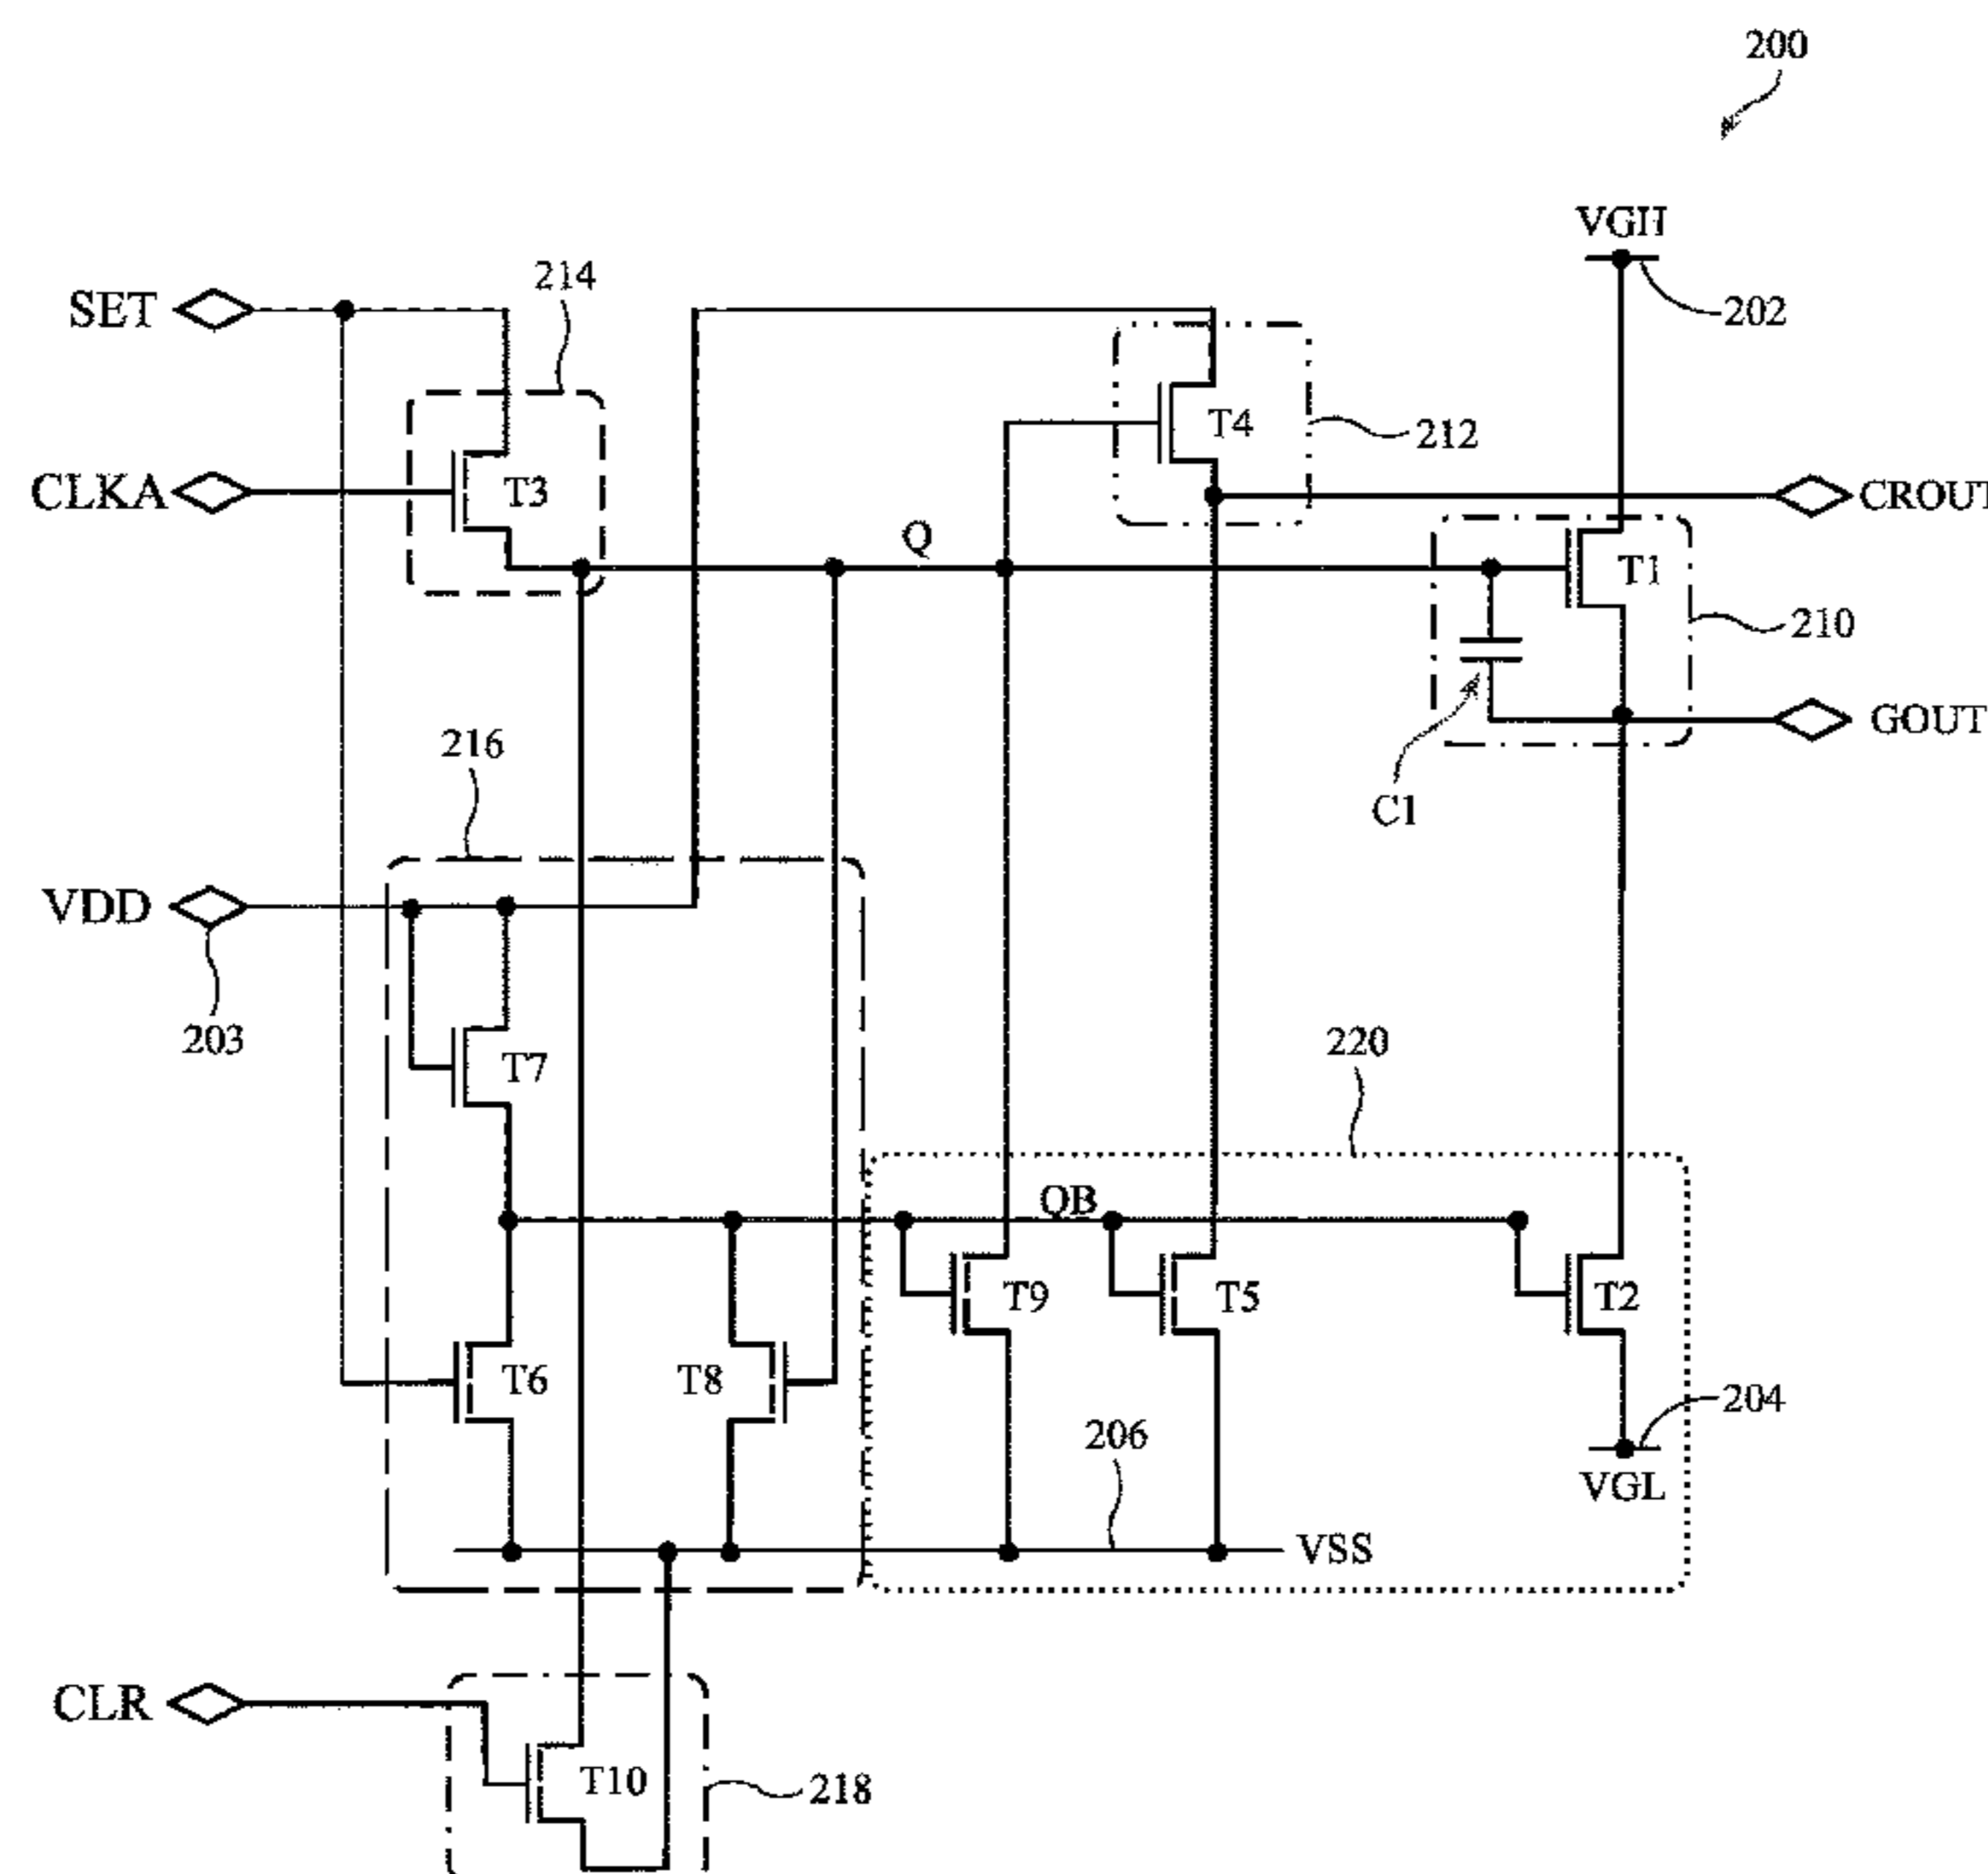 200
VGH
202
214
SET
T4
212
CLKA
T3
CROUT
Q
T1
210
GOUT
C1
216
VDD
203
T7
220
QB
T9
T5
T2
T6
T8
204
206
VGL
VSS
CLR
T10
218